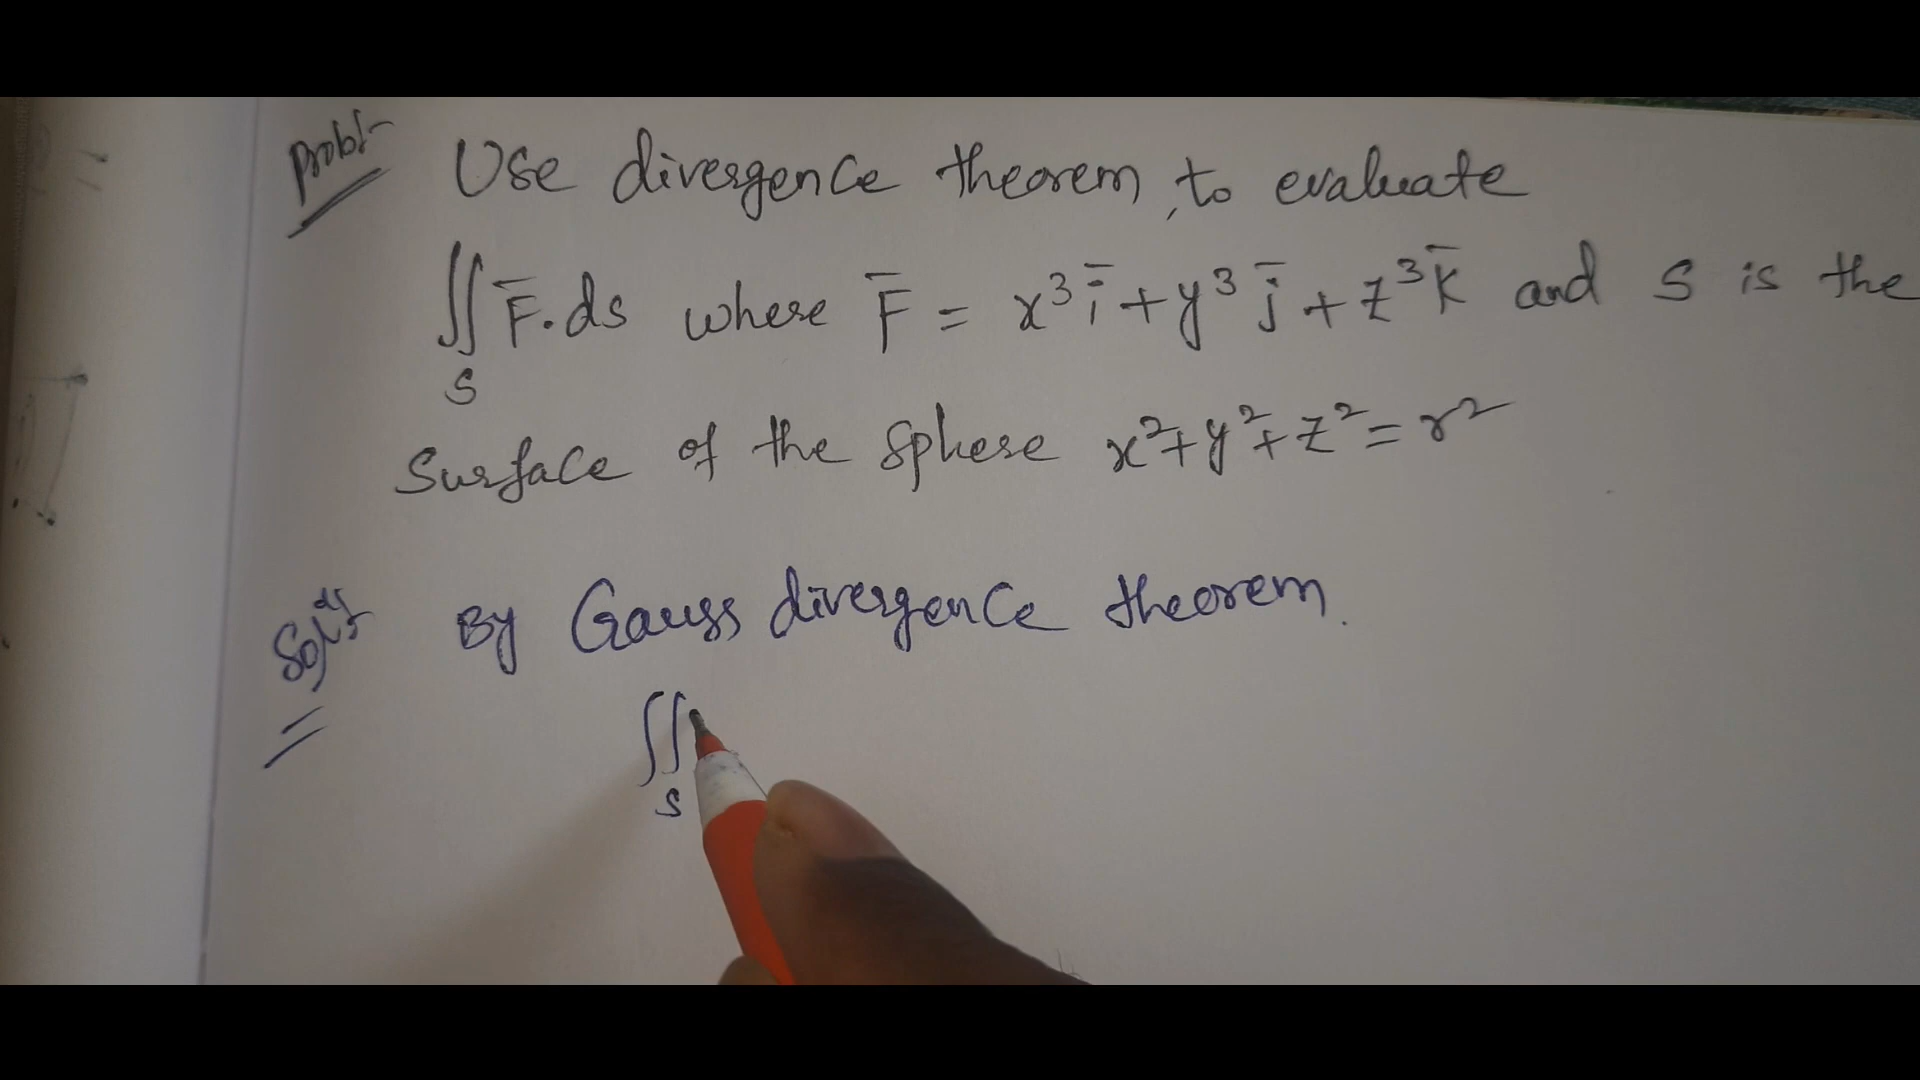 Prob:-
Use divergence theorem, to evaluate
∬ F̄.ds where F̄ = x³ī + y³j̄ + z³k̄ and S is the
S
Surface of the Sphere x²+y²+z²=r²
Sol:
By Gauss divergence theorem.
∬
S